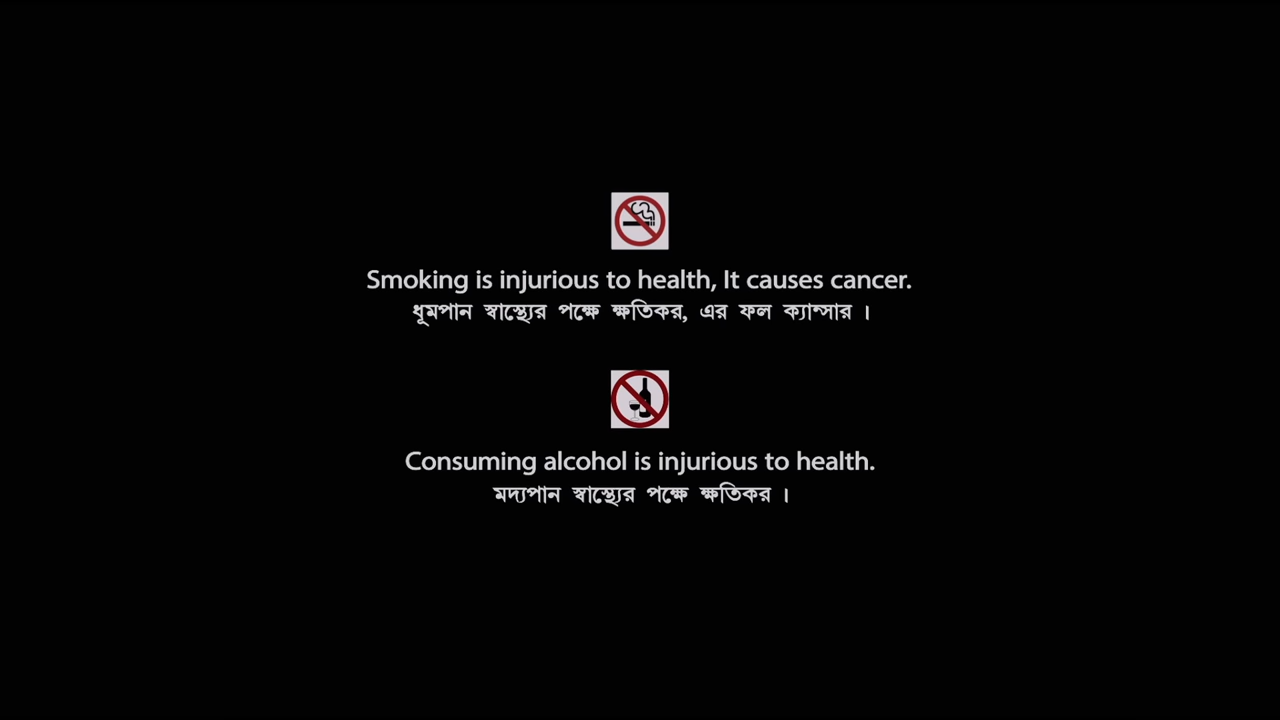 Smoking is injurious to health, It causes cancer.
ধূমপান স্বাস্থ্যের পক্ষে ক্ষতিকর, এর ফল ক্যান্সার ।
Consuming alcohol is injurious to health.
মদ্যপান স্বাস্থ্যের পক্ষে ক্ষতিকর ।